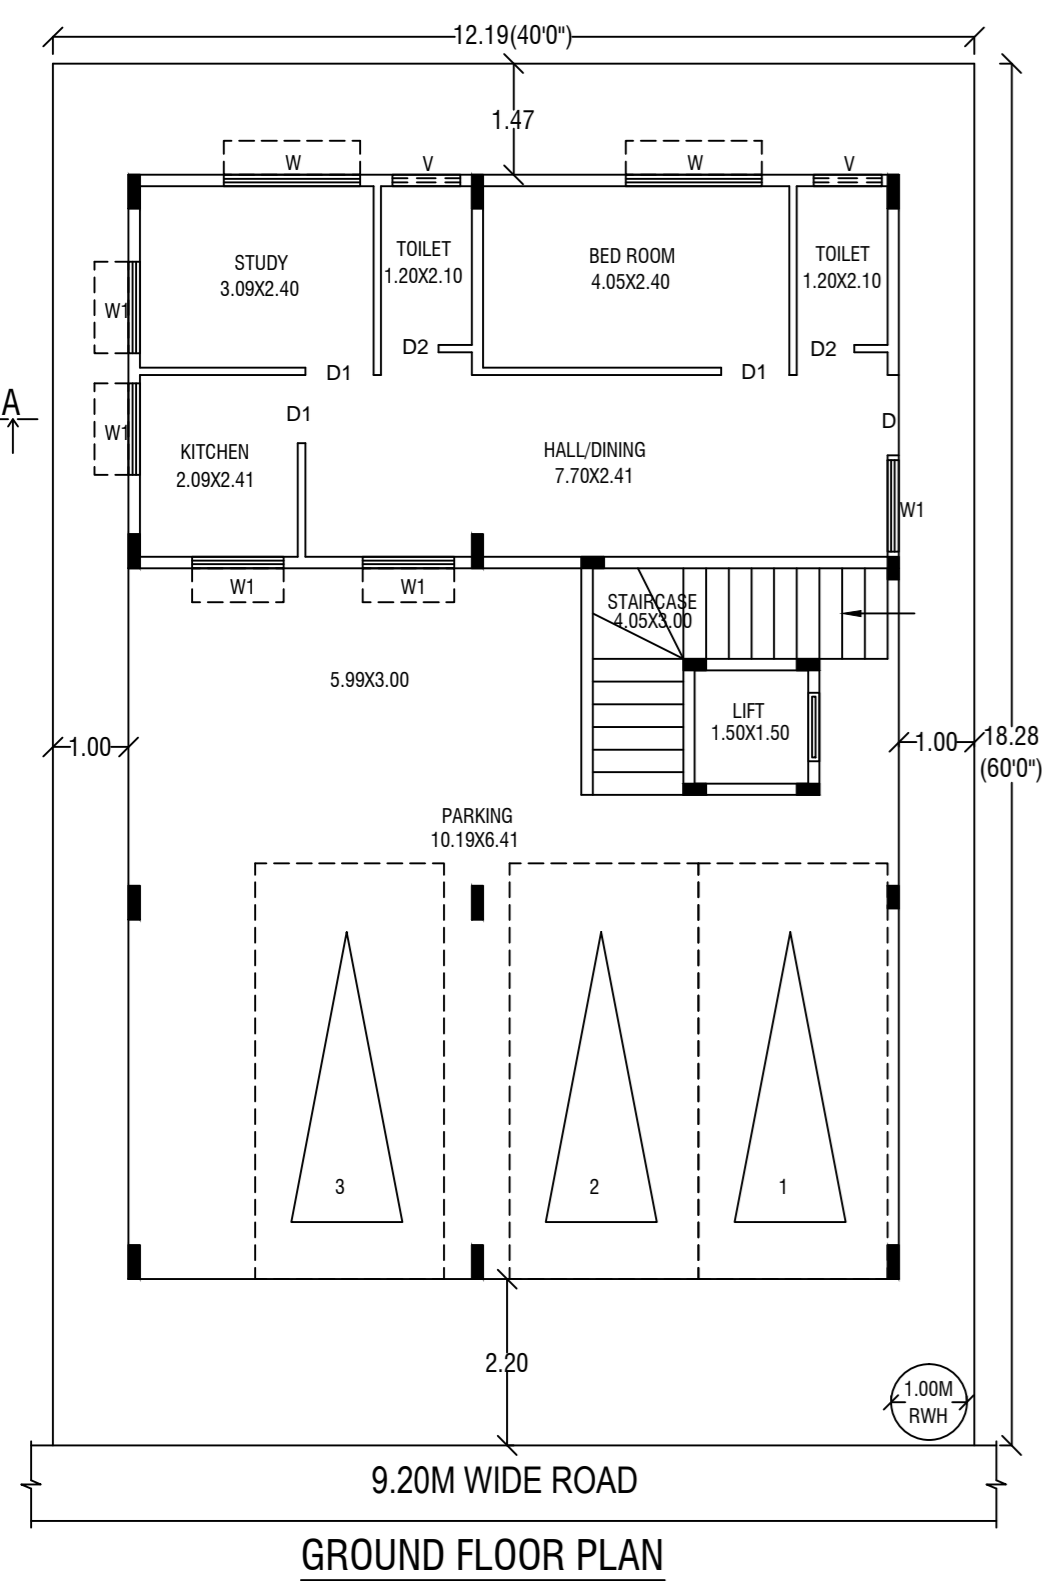 12.19(40'0")
1.47
W
V
W
V
STUDY
3.09X2.40
TOILET
1.20X2.10
BED ROOM
4.05X2.40
TOILET
1.20X2.10
W1
D2
D2
D1
D1
A
D1
D
W1
KITCHEN
2.09X2.41
HALL/DINING
7.70X2.41
W1
W1
W1
STAIRCASE
4.05X3.00
5.99X3.00
LIFT
1.50X1.50
1.00
1.00
18.28
(60'0")
PARKING
10.19X6.41
3
2
1
2.20
1.00M
RWH
9.20M WIDE ROAD
GROUND FLOOR PLAN